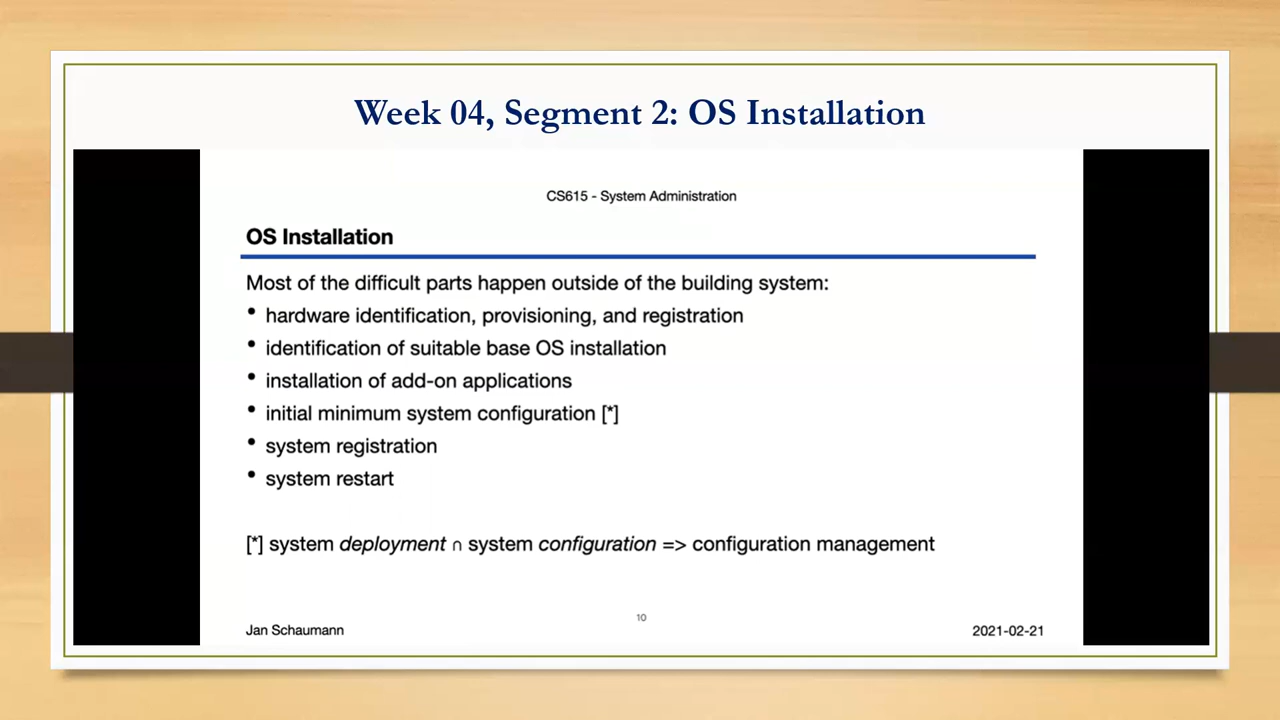 Week 04, Segment 2: OS Installation
CS615 - System Administration
OS Installation
Most of the difficult parts happen outside of the building system:
• hardware identification, provisioning, and registration
• identification of suitable base OS installation
• installation of add-on applications
• initial minimum system configuration [*]
• system registration
• system restart
[*] system deployment ∩ system configuration => configuration management
10
Jan Schaumann
2021-02-21